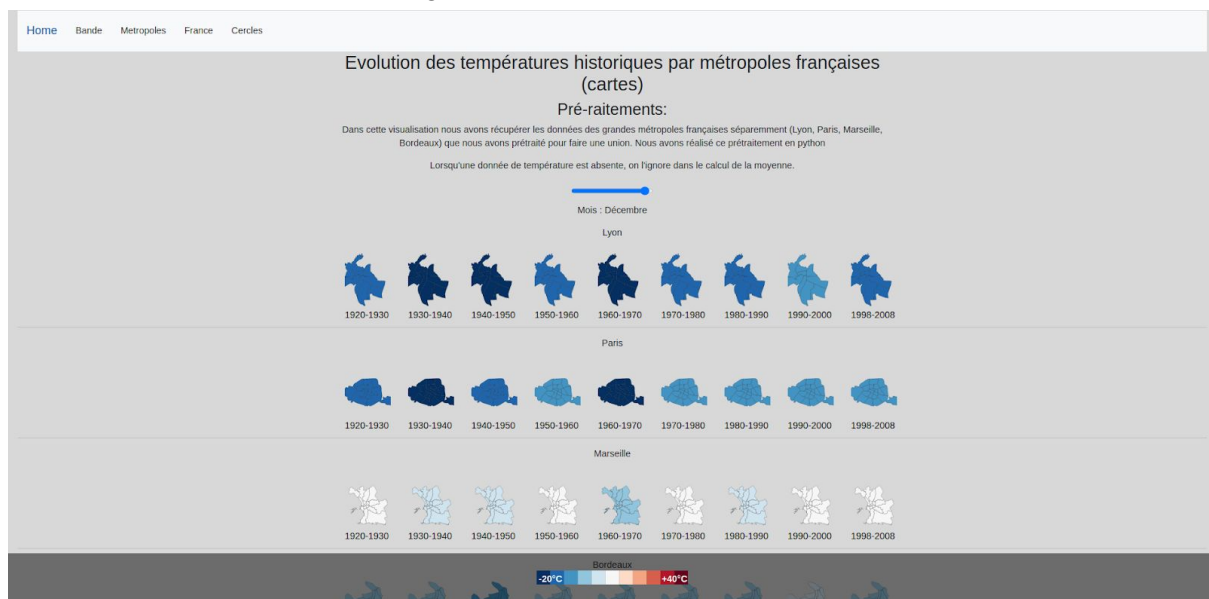 Home Bande Metropoles France Cercles
Evolution des températures historiques par métropoles françaises
(cartes)
Pré-raitements:
Dans cette visualisation nous avons récupérer les données des grandes métropoles françaises séparemment (Lyon, Paris, Marseille,
Bordeaux) que nous avons prétraité pour faire une union. Nous avons réalisé ce prétraitement en python
Lorsqu'une donnée de température est absente, on l'ignore dans le calcul de la moyenne.
Mois : Décembre
Lyon
1920-1930 1930-1940 1940-1950 1950-1960 1960-1970 1970-1980 1980-1990 1990-2000 1998-2008
Paris
1920-1930 1930-1940 1940-1950 1950-1960 1960-1970 1970-1980 1980-1990 1990-2000 1998-2008
Marseille
1920-1930 1930-1940 1940-1950 1950-1960 1960-1970 1970-1980 1980-1990 1990-2000 1998-2008
Bordeaux
-20°C +40°C